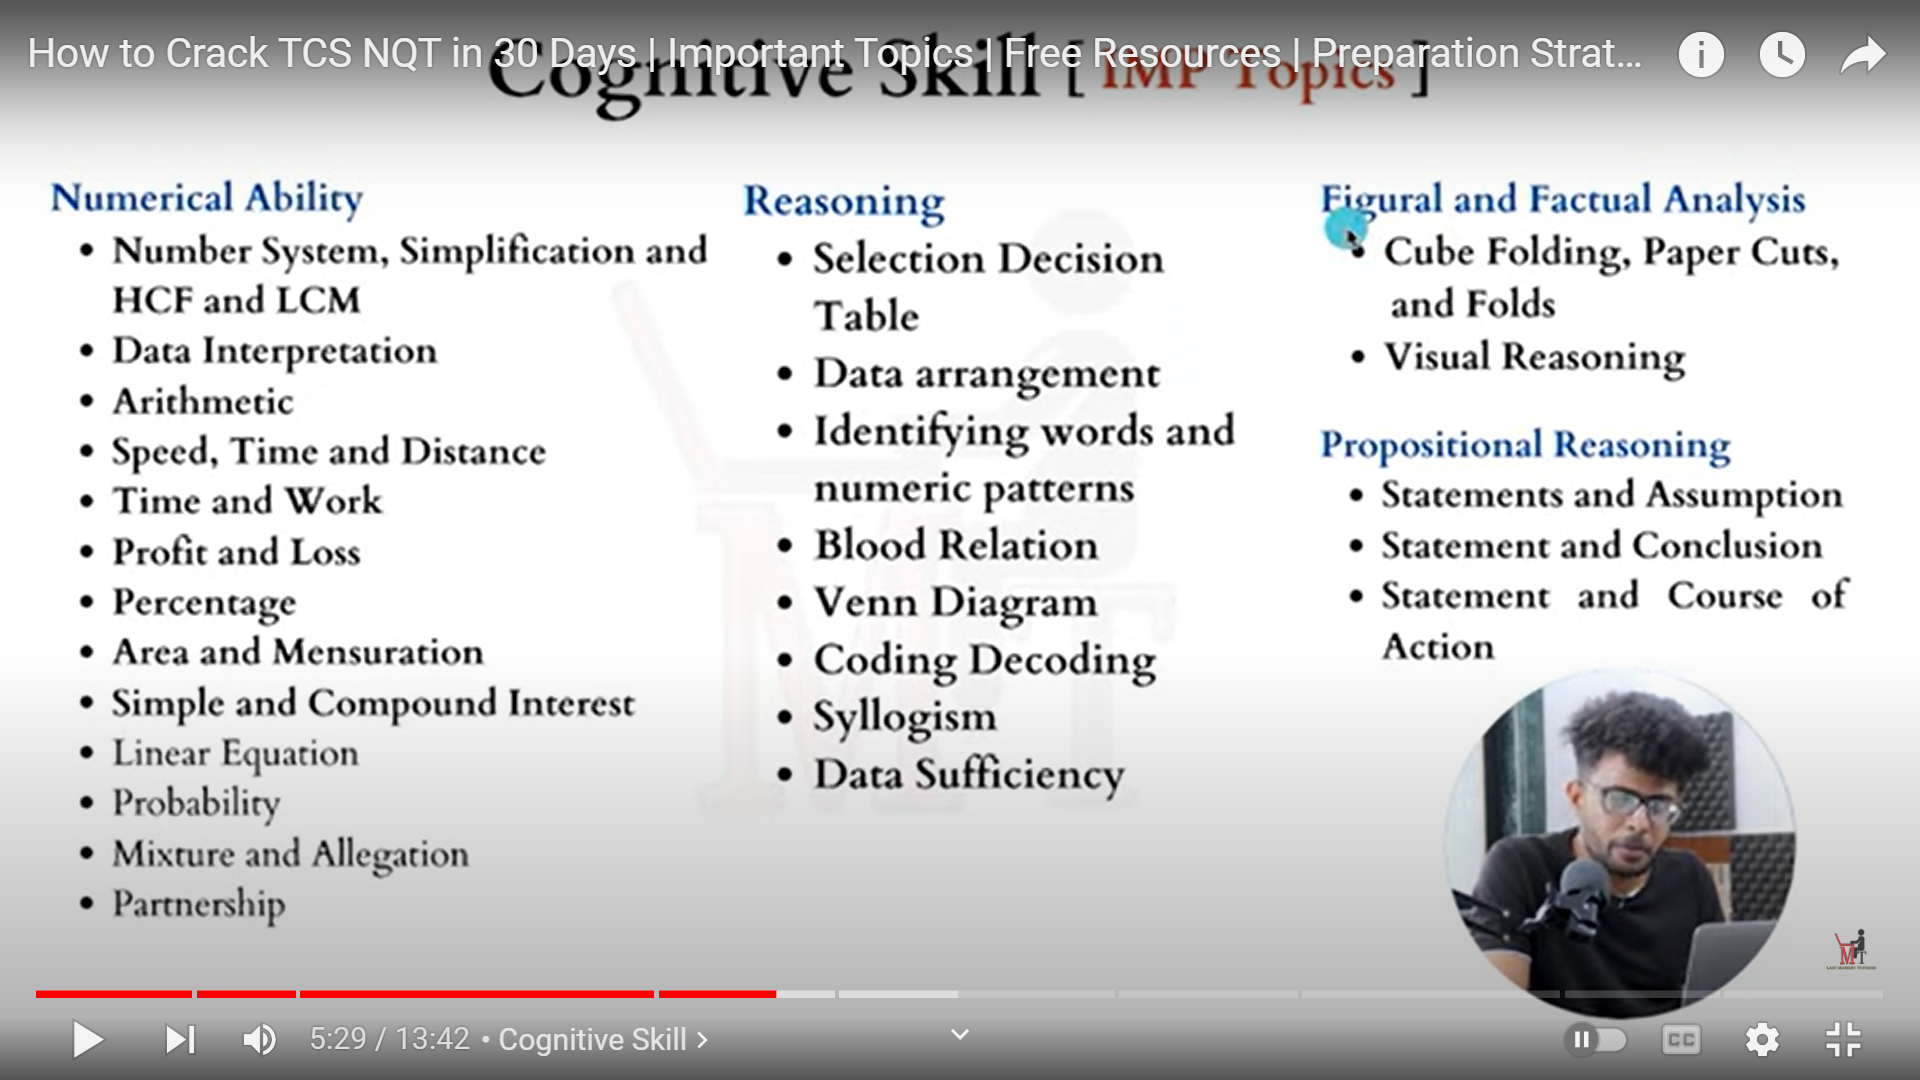 How to Crack TCS NQT in 30 Days | Important Topics | Free Resources | Preparation Strat...
Cognitive Skill [ IMP Topics ]
Numerical Ability
• Number System, Simplification and
HCF and LCM
• Data Interpretation
• Arithmetic
• Speed, Time and Distance
• Time and Work
• Profit and Loss
• Percentage
• Area and Mensuration
• Simple and Compound Interest
• Linear Equation
• Probability
• Mixture and Allegation
• Partnership
Reasoning
• Selection Decision
Table
• Data arrangement
• Identifying words and
numeric patterns
• Blood Relation
• Venn Diagram
• Coding Decoding
• Syllogism
• Data Sufficiency
Figural and Factual Analysis
• Cube Folding, Paper Cuts,
and Folds
• Visual Reasoning
Propositional Reasoning
• Statements and Assumption
• Statement and Conclusion
• Statement and Course of
Action
MT
LAST MOMENT TUITIONS
5:29 / 13:42 • Cognitive Skill >
CC